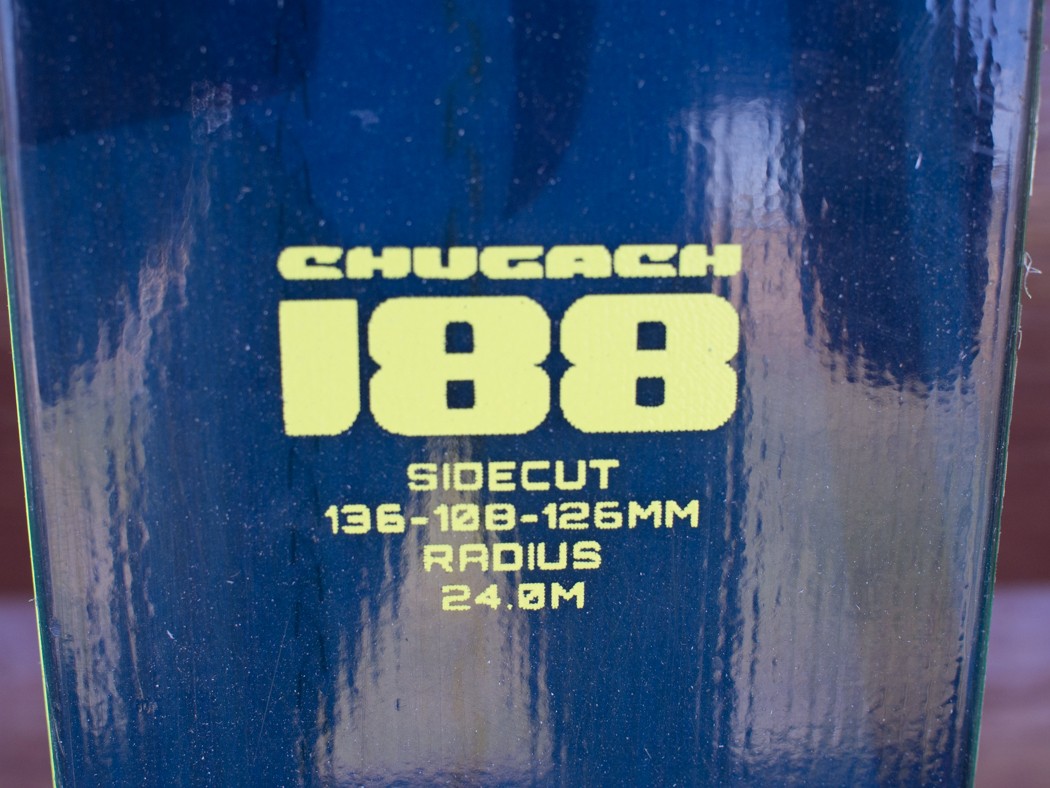 CHUGACH
188
SIDECUT
136-108-126MM
RADIUS
24.0M